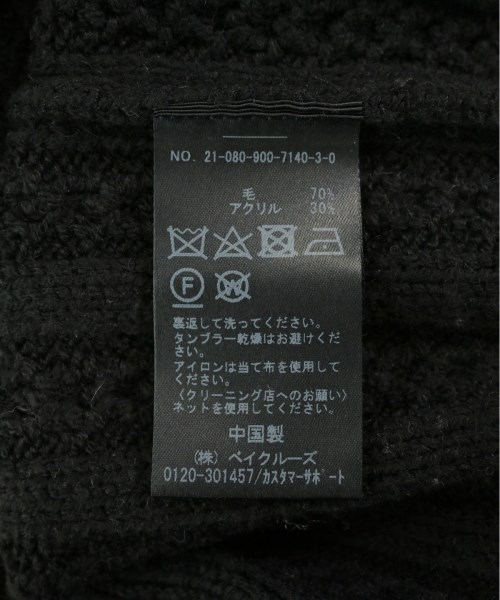 NO. 21-080-900-7140-3-0
毛 70%
アクリル 30%
F W
裏返して洗ってください。
タンブラー乾燥はお避けくださ
い。
アイロンは当て布を使用して
ください。
〈クリーニング店へのお願い〉
ネットを使用してください。
中国製
(株) ベイクルーズ
0120-301457/ｶｽﾀﾏｰｻﾎﾟｰﾄ